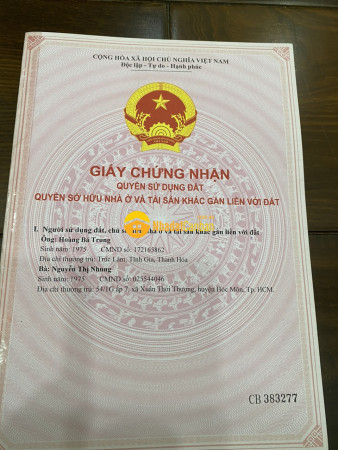 CỘNG HÒA XÃ HỘI CHỦ NGHĨA VIỆT NAM
Độc lập - Tự do - Hạnh phúc
GIẤY CHỨNG NHẬN
QUYỀN SỬ DỤNG ĐẤT
QUYỀN SỞ HỮU NHÀ Ở VÀ TÀI SẢN KHÁC GẮN LIỀN VỚI ĐẤT
I. Người sử dụng đất, chủ sở hữu nhà ở và tài sản khác gắn liền với đất
Ông: Hoàng Bá Trung
Sinh năm: 1975 CMND số: 172163862
Địa chỉ thường trú: Trúc Lâm, Tĩnh Gia, Thanh Hóa
Bà: Nguyễn Thị Nhung
Sinh năm: 1975 CMND số: 025544046
Địa chỉ thường trú: 54/1G ấp 7, xã Xuân Thới Thượng, huyện Hóc Môn, Tp. HCM.
CB 383277